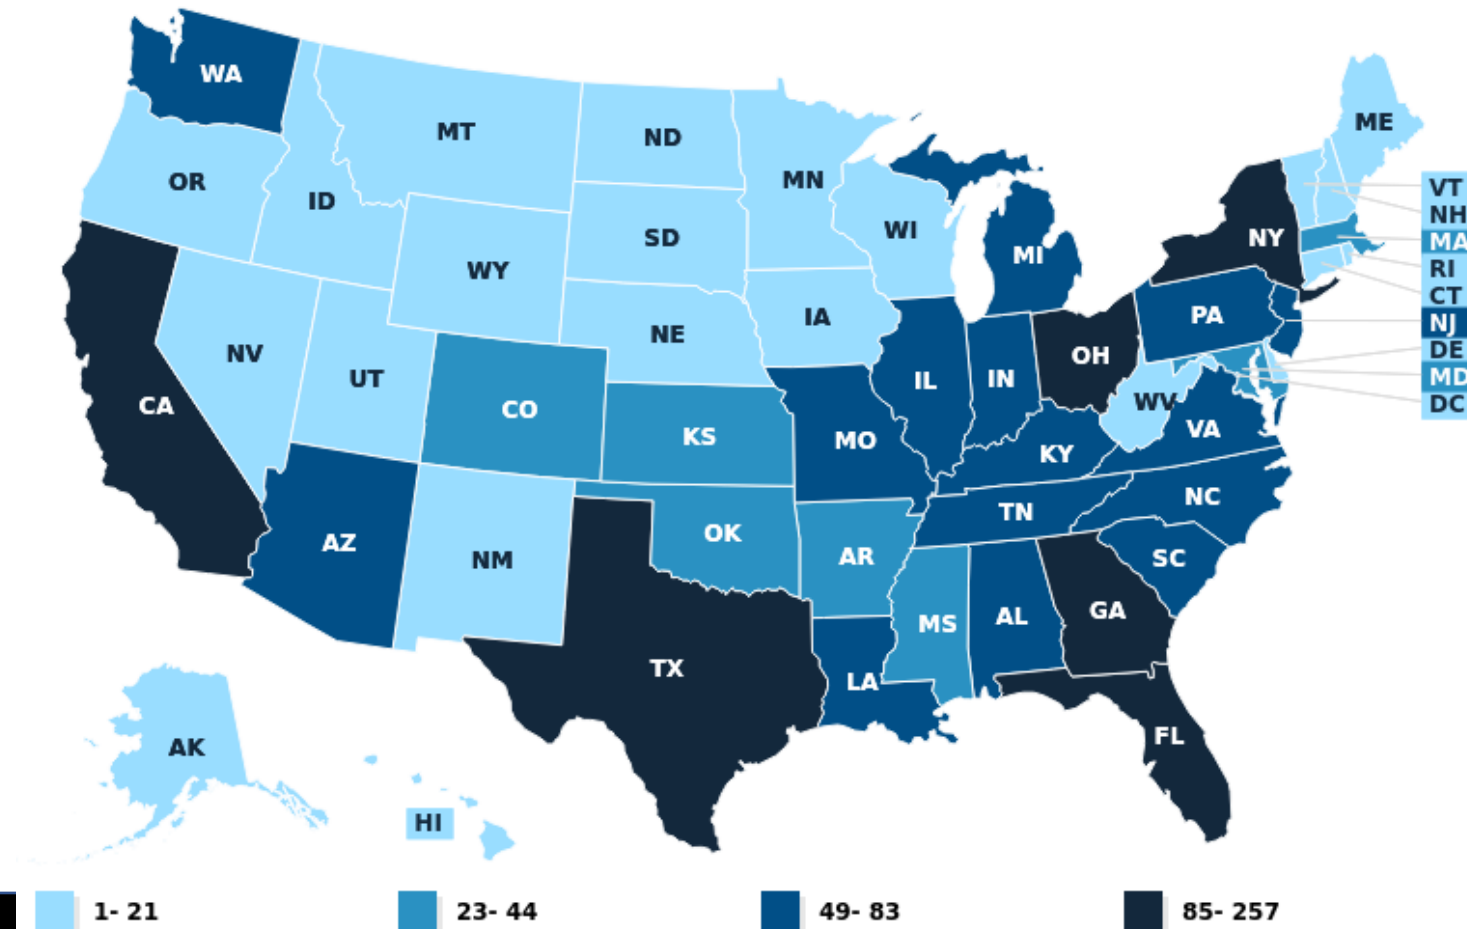 WA
ME
MT
ND
OR
MN
VT
ID
NH
WI
SD
NY
MA
MI
WY
RI
CT
PA
IA
NJ
NE
NV
OH
DE
UT
IL
IN
MD
CA
CO
WV
DC
KS
MO
VA
KY
NC
TN
OK
AZ
AR
SC
NM
GA
AL
MS
TX
LA
FL
AK
HI
1- 21 23- 44 49- 83 85- 257